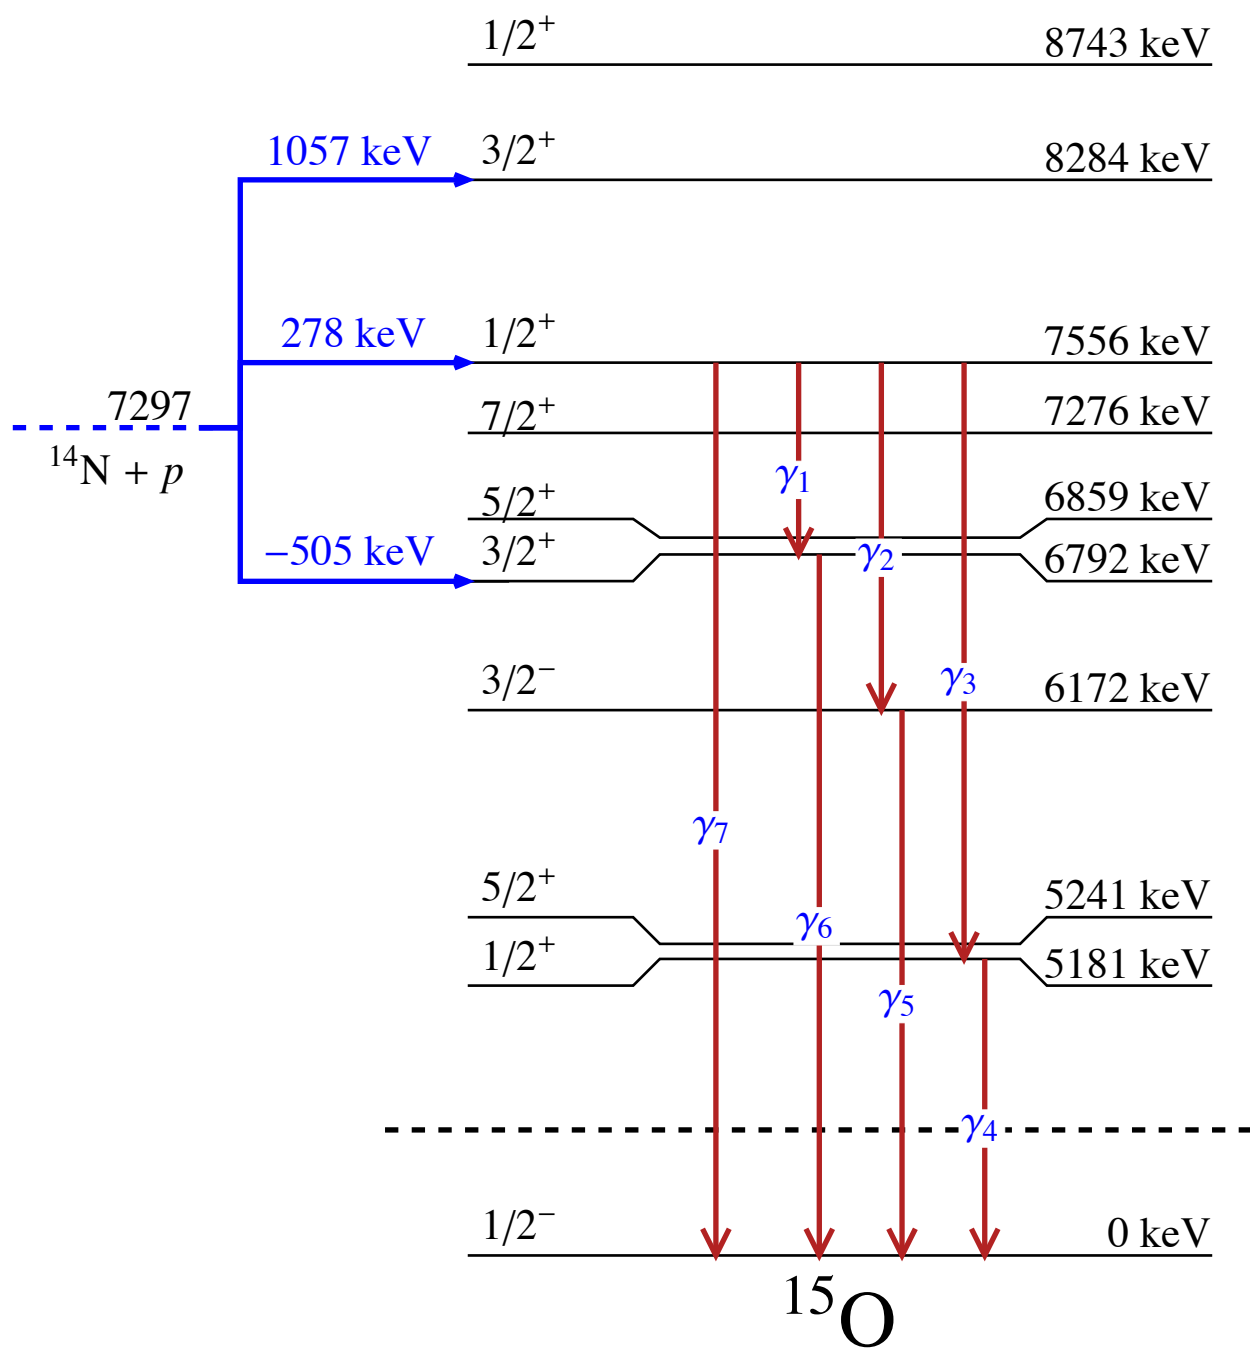 1/2⁺ 8743 keV
1057 keV 3/2⁺ 8284 keV
278 keV 1/2⁺ 7556 keV
7297 7/2⁺ 7276 keV
¹⁴N + p
γ₁
5/2⁺ 6859 keV
−505 keV 3/2⁺ γ₂ 6792 keV
3/2⁻ γ₃ 6172 keV
γ₇
5/2⁺ γ₆ 5241 keV
1/2⁺ 5181 keV
γ₅
γ₄
1/2⁻ 0 keV
¹⁵O